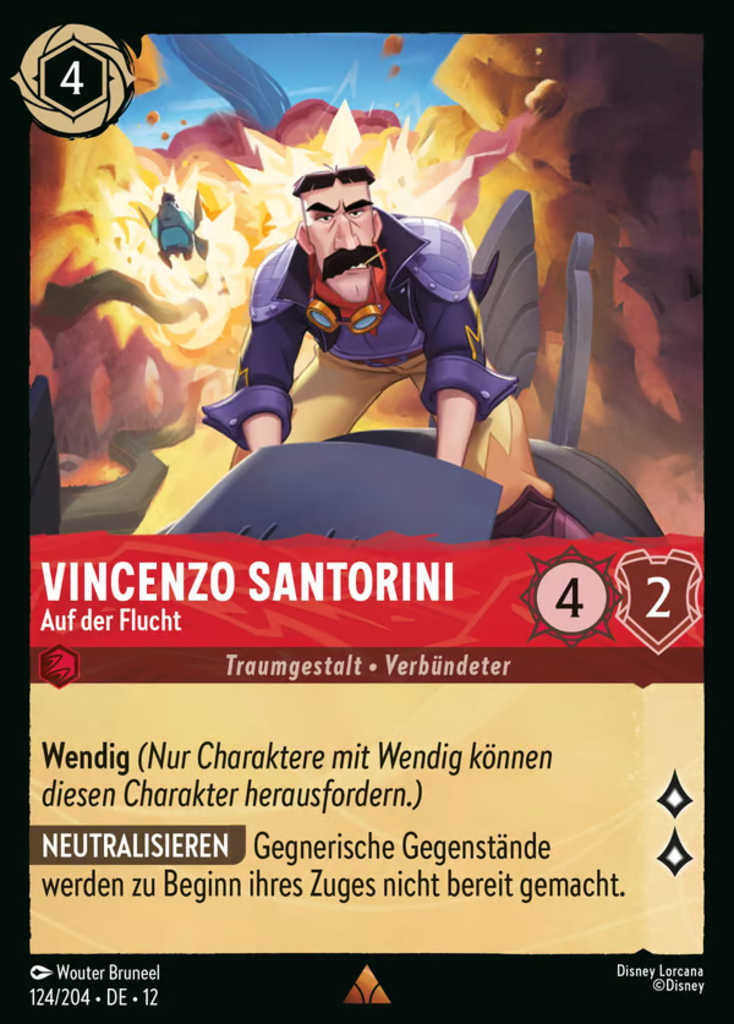 4
VINCENZO SANTORINI
Auf der Flucht
4
2
Traumgestalt • Verbündeter
Wendig (Nur Charaktere mit Wendig können
diesen Charakter herausfordern.)
NEUTRALISIEREN Gegnerische Gegenstände
werden zu Beginn ihres Zuges nicht bereit gemacht.
Wouter Bruneel
124/204 • DE • 12
Disney Lorcana
©Disney